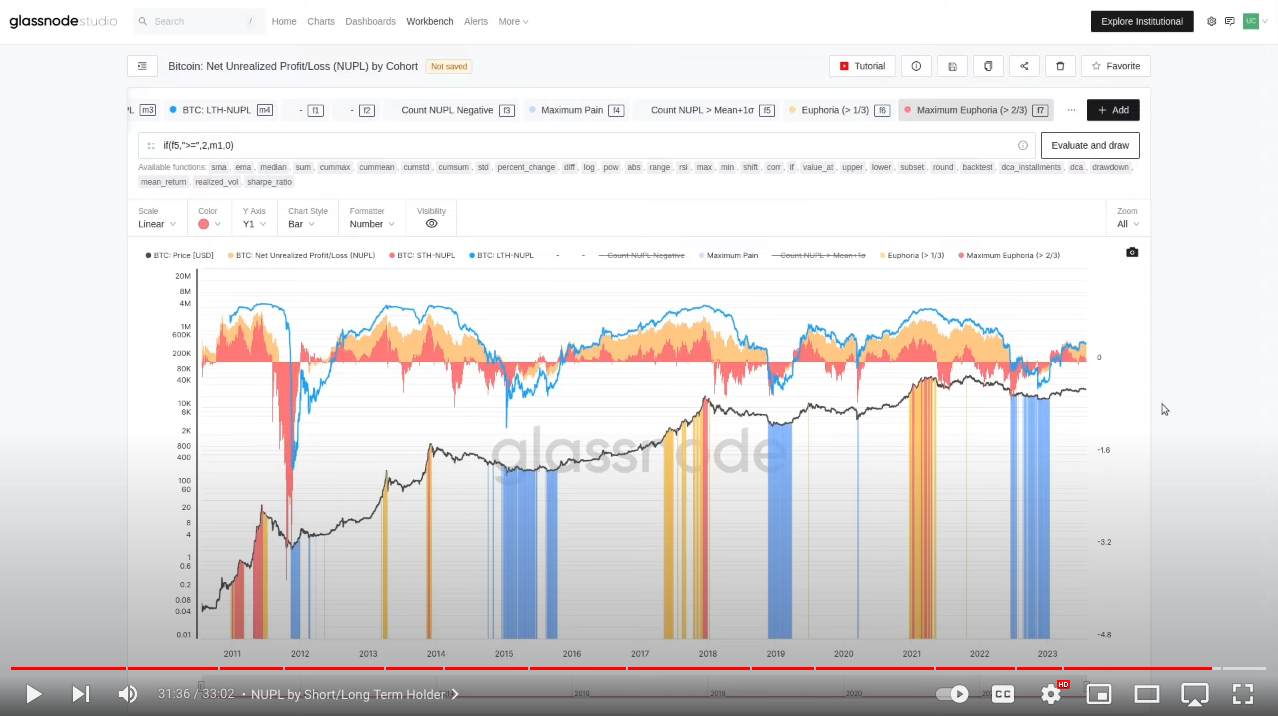 glassnode studio
Search /
Home Charts Dashboards Workbench Alerts More
Explore Institutional
UC
Bitcoin: Net Unrealized Profit/Loss (NUPL) by Cohort Not saved
Tutorial
Favorite
PL m3 BTC: LTH-NUPL m4 - f1 - f2 Count NUPL Negative f3 Maximum Pain f4 Count NUPL > Mean+1σ f5 Euphoria (> 1/3) f6 Maximum Euphoria (> 2/3) f7 ... + Add
if(f5,">=",2,m1,0)
Evaluate and draw
Available functions: sma , ema , median , sum , cummax , cummean , cumstd , cumsum , std , percent_change , diff , log , pow , abs , range , rsi , max , min , shift , corr , if , value_at , upper , lower , subset , round , backtest , dca_installments , dca , drawdown ,
mean_return , realized_vol , sharpe_ratio
Scale Color Y Axis Chart Style Formatter Visibility Zoom
Linear Y1 Bar Number All
BTC: Price [USD] BTC: Net Unrealized Profit/Loss (NUPL) BTC: STH-NUPL BTC: LTH-NUPL - - Count NUPL Negative Maximum Pain Count NUPL > Mean+1σ Euphoria (> 1/3) Maximum Euphoria (> 2/3)
20M
8M
4M
1M
600K
200K
80K
40K
10K
6K
2K
800
400
100
60
20
8
4
1
0.6
0.2
0.08
0.04
0.01
0
-1.6
-3.2
-4.8
glassnode
2011 2012 2013 2014 2015 2016 2017 2018 2019 2020 2021 2022 2023
2016 2018 2020
31:36 / 33:02 • NUPL by Short/Long Term Holder
CC
HD